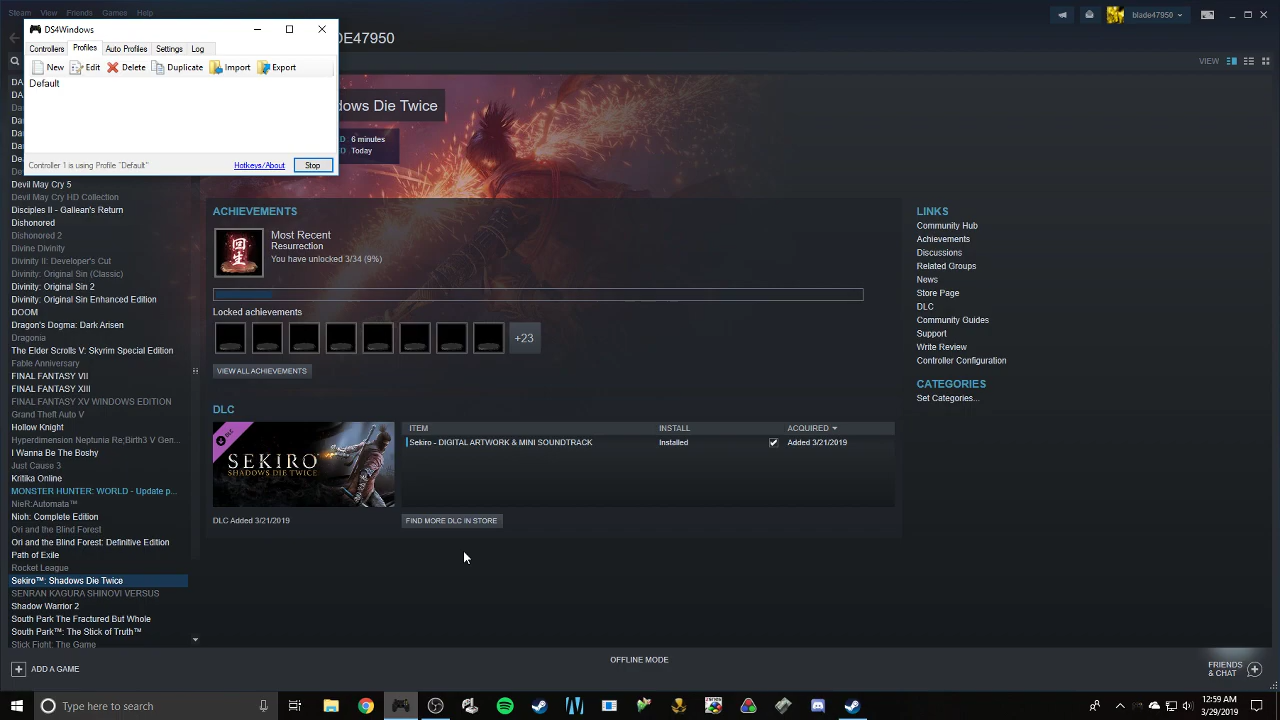 Steam View Friends Games Help
blade47950
DS4Windows
DE47950
Controllers Profiles Auto Profiles Settings Log
New Edit Delete Duplicate Import Export
VIEW
Default
dows Die Twice
6 minutes
Today
Controller 1 is using Profile "Default"
Hotkeys/About
Stop
Devil May Cry 5
Devil May Cry HD Collection
Disciples II - Gallean's Return
Dishonored
Dishonored 2
Divine Divinity
Divinity II: Developer's Cut
Divinity: Original Sin (Classic)
Divinity: Original Sin 2
Divinity: Original Sin Enhanced Edition
DOOM
Dragon's Dogma: Dark Arisen
Dragonia
The Elder Scrolls V: Skyrim Special Edition
Fable Anniversary
FINAL FANTASY VII
FINAL FANTASY XIII
FINAL FANTASY XV WINDOWS EDITION
Grand Theft Auto V
Hollow Knight
Hyperdimension Neptunia Re;Birth3 V Gen...
I Wanna Be The Boshy
Just Cause 3
Kritika Online
MONSTER HUNTER: WORLD - Update p...
NieR:Automata™
Nioh: Complete Edition
Ori and the Blind Forest
Ori and the Blind Forest: Definitive Edition
Path of Exile
Rocket League
Sekiro™: Shadows Die Twice
SENRAN KAGURA SHINOVI VERSUS
Shadow Warrior 2
South Park The Fractured But Whole
South Park™: The Stick of Truth™
Stick Fight: The Game
ACHIEVEMENTS
回生
Most Recent
Resurrection
You have unlocked 3/34 (9%)
Locked achievements
+23
VIEW ALL ACHIEVEMENTS
DLC
DLC
SEKIRO
SHADOWS DIE TWICE
ITEM INSTALL ACQUIRED
Sekiro - DIGITAL ARTWORK & MINI SOUNDTRACK Installed Added 3/21/2019
DLC Added 3/21/2019
FIND MORE DLC IN STORE
LINKS
Community Hub
Achievements
Discussions
Related Groups
News
Store Page
DLC
Community Guides
Support
Write Review
Controller Configuration
CATEGORIES
Set Categories...
ADD A GAME
OFFLINE MODE
FRIENDS
& CHAT
Type here to search
12:59 AM
3/29/2019